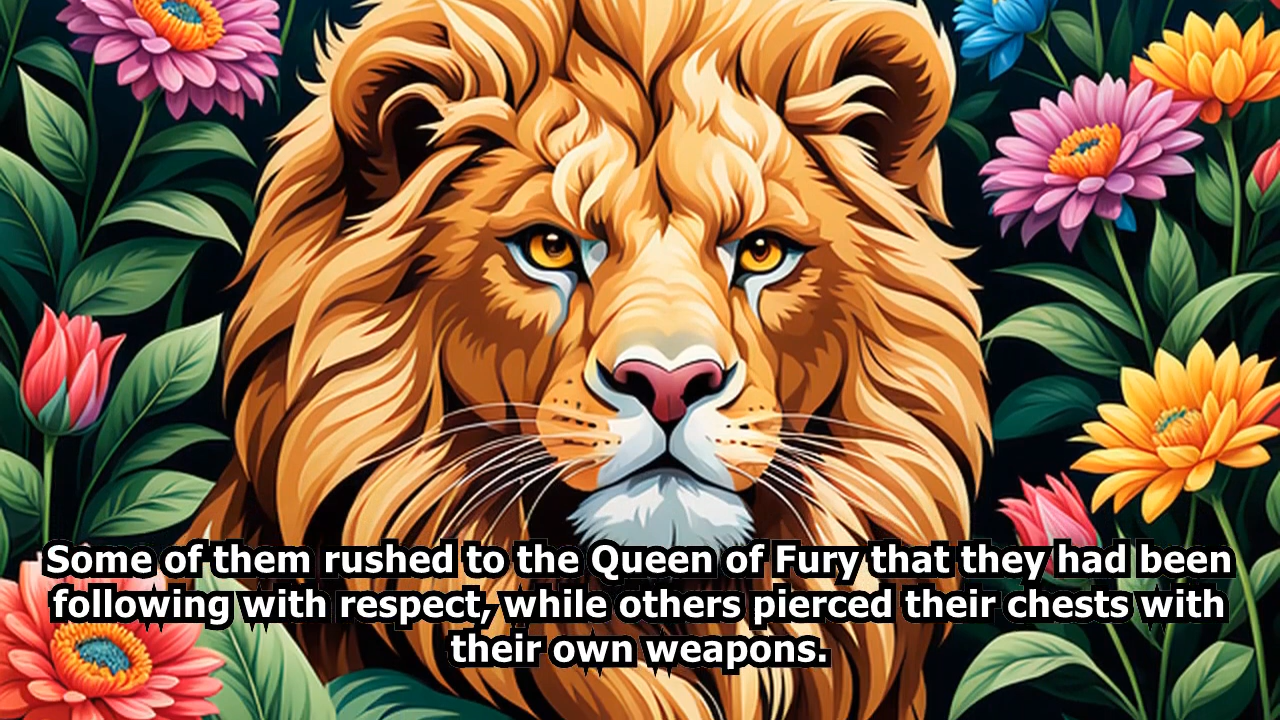 Some of them rushed to the Queen of Fury that they had been
following with respect, while others pierced their chests with
their own weapons.